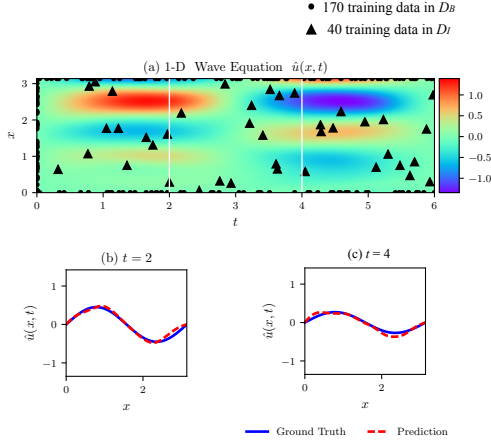 170 training data in D_B
40 training data in D_I
(a) 1-D Wave Equation û(x, t)
3
2
1
0
x
0
1
2
3
4
5
6
t
1.0
0.5
0.0
−0.5
−1.0
(b) t = 2
(c) t = 4
1
0
−1
û(x, t)
0
2
x
1
0
−1
û(x, t)
0
2
x
Ground Truth
Prediction